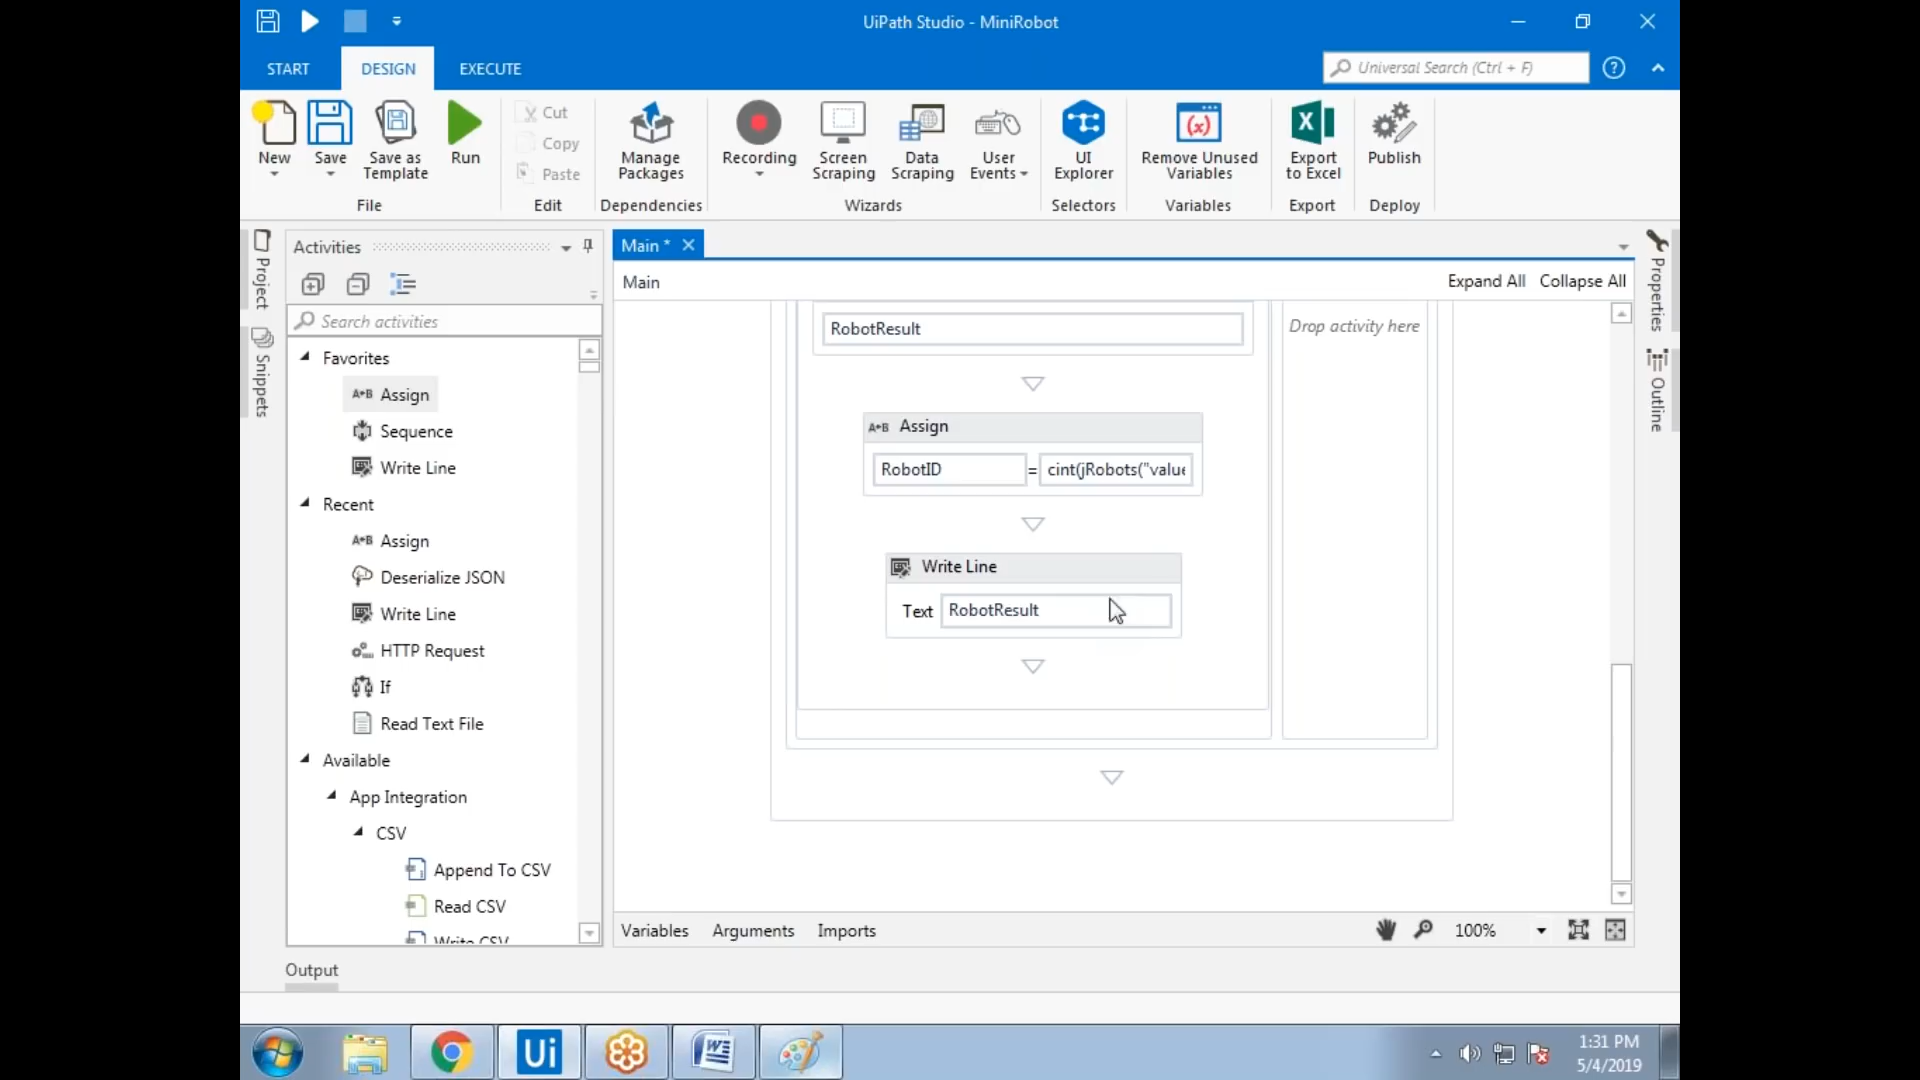 UiPath Studio - MiniRobot
START DESIGN EXECUTE
Universal Search (Ctrl + F)
New
Save
Save as Template
Run
File
Cut
Copy
Paste
Edit
Manage Packages
Dependencies
Recording
Screen Scraping
Data Scraping
User Events
Wizards
UI Explorer
Selectors
Remove Unused Variables
Variables
Export to Excel
Export
Publish
Deploy
Project
Snippets
Activities
Search activities
Favorites
A+B Assign
Sequence
Write Line
Recent
A+B Assign
Deserialize JSON
Write Line
HTTP Request
If
Read Text File
Available
App Integration
CSV
Append To CSV
Read CSV
Write CSV
Output
Main *
Main
Expand All Collapse All
RobotResult
Drop activity here
A+B Assign
RobotID = cint(jRobots("value
Write Line
Text RobotResult
Variables Arguments Imports
100%
Properties
Outline
Ui
1:31 PM
5/4/2019